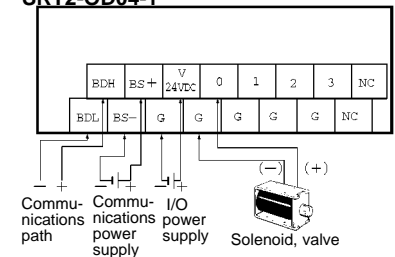 SRT2-OD04-1
BDH BS+ V 24VDC 0 1 2 3 NC
BDL BS− G G G G G NC
− + − + − + (−) (+)
Commu-
nications
path
Commu-
nications
power
supply
I/O
power
supply
Solenoid, valve